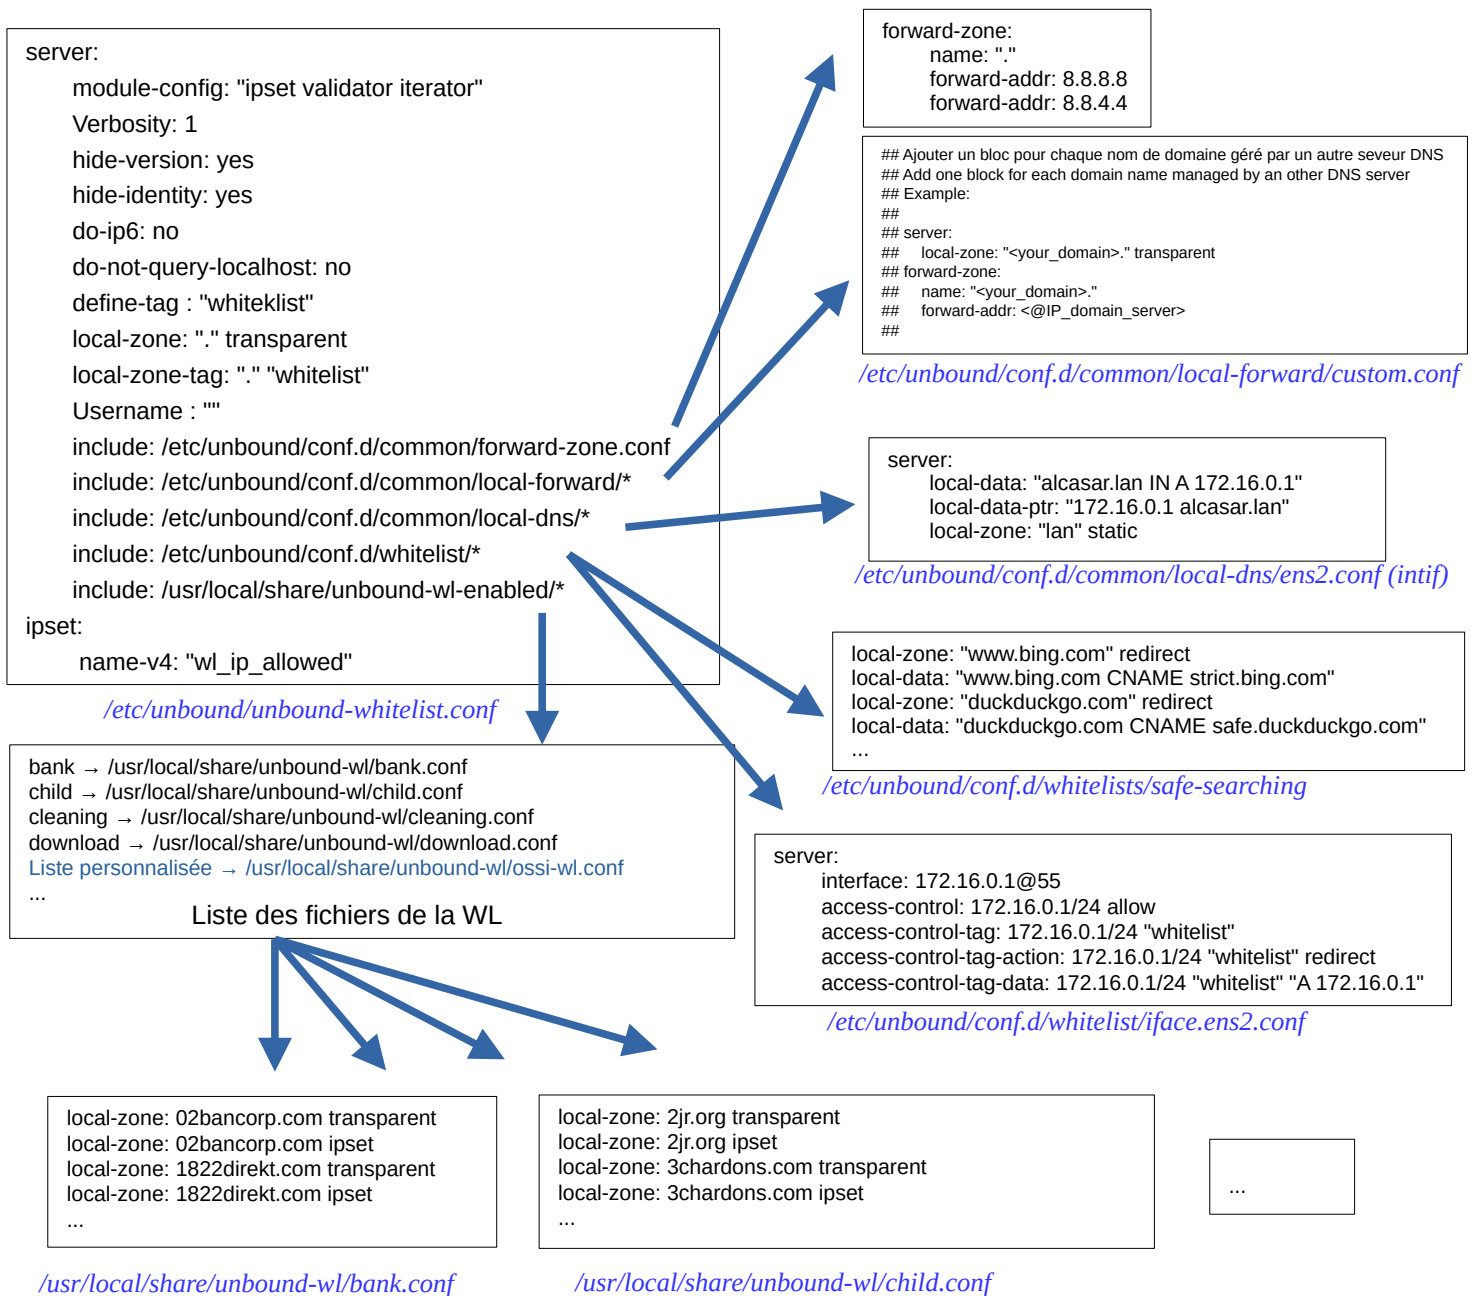 server:
module-config: "ipset validator iterator"
Verbosity: 1
hide-version: yes
hide-identity: yes
do-ip6: no
do-not-query-localhost: no
define-tag : "whiteklist"
local-zone: "." transparent
local-zone-tag: "." "whitelist"
Username : ""
include: /etc/unbound/conf.d/common/forward-zone.conf
include: /etc/unbound/conf.d/common/local-forward/*
include: /etc/unbound/conf.d/common/local-dns/*
include: /etc/unbound/conf.d/whitelist/*
include: /usr/local/share/unbound-wl-enabled/*
ipset:
name-v4: "wl_ip_allowed"
/etc/unbound/unbound-whitelist.conf
forward-zone:
name: "."
forward-addr: 8.8.8.8
forward-addr: 8.8.4.4
## Ajouter un bloc pour chaque nom de domaine géré par un autre seveur DNS
## Add one block for each domain name managed by an other DNS server
## Example:
##
## server:
## local-zone: "<your_domain>." transparent
## forward-zone:
## name: "<your_domain>."
## forward-addr: <@IP_domain_server>
##
/etc/unbound/conf.d/common/local-forward/custom.conf
server:
local-data: "alcasar.lan IN A 172.16.0.1"
local-data-ptr: "172.16.0.1 alcasar.lan"
local-zone: "lan" static
/etc/unbound/conf.d/common/local-dns/ens2.conf (intif)
local-zone: "www.bing.com" redirect
local-data: "www.bing.com CNAME strict.bing.com"
local-zone: "duckduckgo.com" redirect
local-data: "duckduckgo.com CNAME safe.duckduckgo.com"
...
/etc/unbound/conf.d/whitelists/safe-searching
bank → /usr/local/share/unbound-wl/bank.conf
child → /usr/local/share/unbound-wl/child.conf
cleaning → /usr/local/share/unbound-wl/cleaning.conf
download → /usr/local/share/unbound-wl/download.conf
Liste personnalisée → /usr/local/share/unbound-wl/ossi-wl.conf
...
Liste des fichiers de la WL
server:
interface: 172.16.0.1@55
access-control: 172.16.0.1/24 allow
access-control-tag: 172.16.0.1/24 "whitelist"
access-control-tag-action: 172.16.0.1/24 "whitelist" redirect
access-control-tag-data: 172.16.0.1/24 "whitelist" "A 172.16.0.1"
/etc/unbound/conf.d/whitelist/iface.ens2.conf
local-zone: 02bancorp.com transparent
local-zone: 02bancorp.com ipset
local-zone: 1822direkt.com transparent
local-zone: 1822direkt.com ipset
...
/usr/local/share/unbound-wl/bank.conf
local-zone: 2jr.org transparent
local-zone: 2jr.org ipset
local-zone: 3chardons.com transparent
local-zone: 3chardons.com ipset
...
/usr/local/share/unbound-wl/child.conf
...